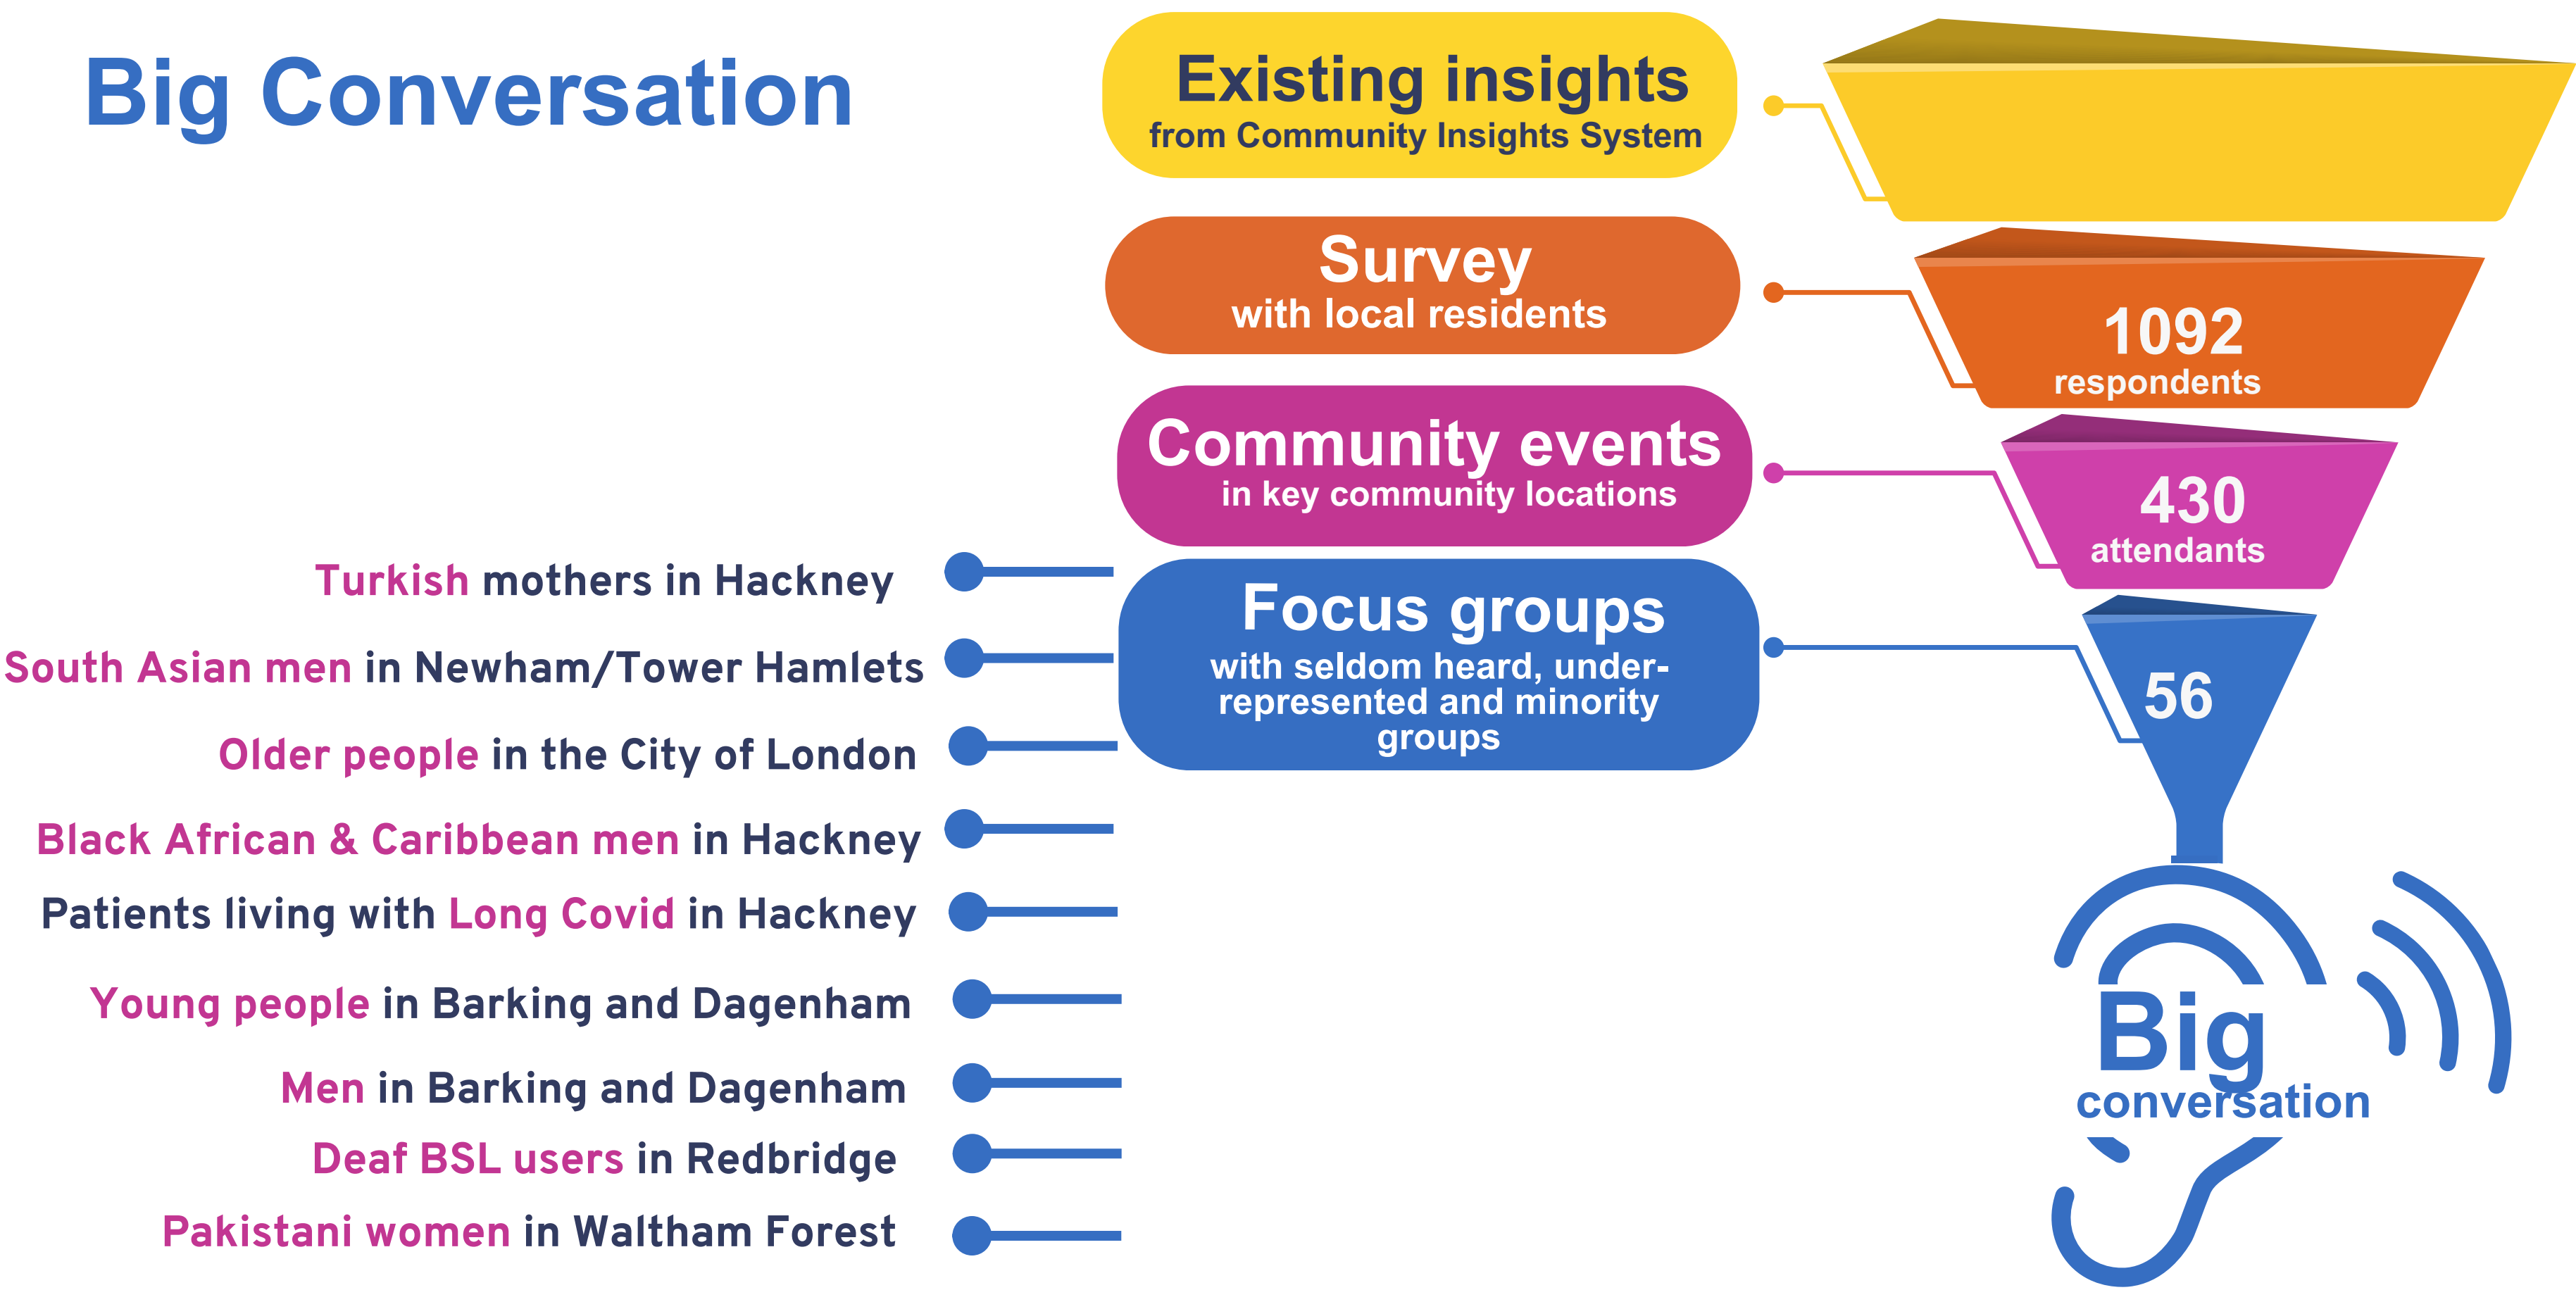 Big Conversation
Existing insights
from Community Insights System
Survey
with local residents
1092
respondents
Community events
in key community locations
430
attendants
Focus groups
with seldom heard, under-
represented and minority
groups
56
Turkish mothers in Hackney
South Asian men in Newham/Tower Hamlets
Older people in the City of London
Black African & Caribbean men in Hackney
Patients living with Long Covid in Hackney
Young people in Barking and Dagenham
Men in Barking and Dagenham
Deaf BSL users in Redbridge
Pakistani women in Waltham Forest
Big
conversation